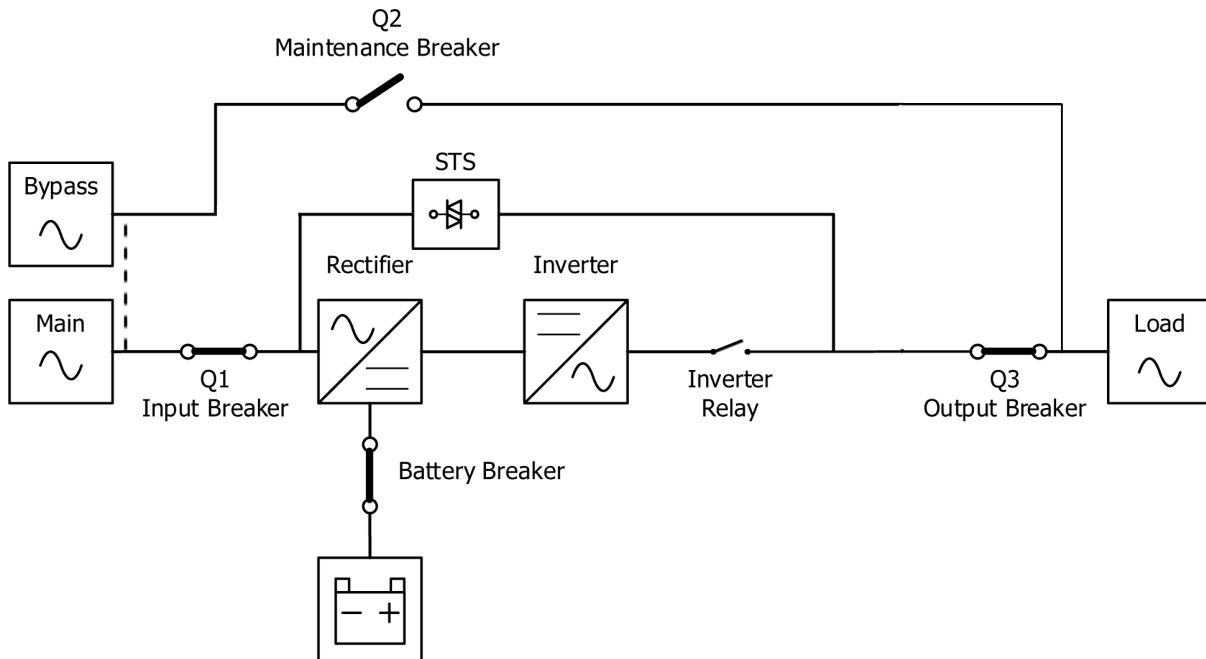 Q2
Maintenance Breaker
STS
Bypass
Rectifier
Inverter
Main
Load
Q1
Input Breaker
Inverter
Relay
Q3
Output Breaker
Battery Breaker